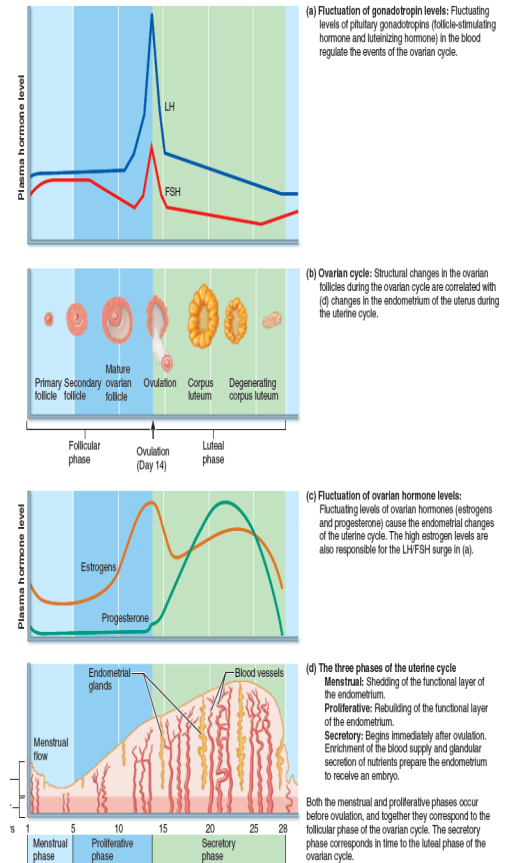 (a) Fluctuation of gonadotropin levels: Fluctuating
levels of pituitary gonadotropins (follicle-stimulating
hormone and luteinizing hormone) in the blood
regulate the events of the ovarian cycle.
Plasma hormone level
LH
FSH
(b) Ovarian cycle: Structural changes in the ovarian
follicles during the ovarian cycle are correlated with
(d) changes in the endometrium of the uterus during
the uterine cycle.
Primary
follicle
Secondary
follicle
Mature
ovarian
follicle
Ovulation
Corpus
luteum
Degenerating
corpus luteum
Follicular
phase
Ovulation
(Day 14)
Luteal
phase
(c) Fluctuation of ovarian hormone levels:
Fluctuating levels of ovarian hormones (estrogens
and progesterone) cause the endometrial changes
of the uterine cycle. The high estrogen levels are
also responsible for the LH/FSH surge in (a).
Plasma hormone level
Estrogens
Progesterone
(d) The three phases of the uterine cycle
Menstrual: Shedding of the functional layer of
the endometrium.
Proliferative: Rebuilding of the functional layer
of the endometrium.
Secretory: Begins immediately after ovulation.
Enrichment of the blood supply and glandular
secretion of nutrients prepare the endometrium
to receive an embryo.
Both the menstrual and proliferative phases occur
before ovulation, and together they correspond to the
follicular phase of the ovarian cycle. The secretory
phase corresponds in time to the luteal phase of the
ovarian cycle.
Endometrial
glands
Blood vessels
Menstrual
flow
s 1 5 10 15 20 25 28
Menstrual
phase
Proliferative
phase
Secretory
phase